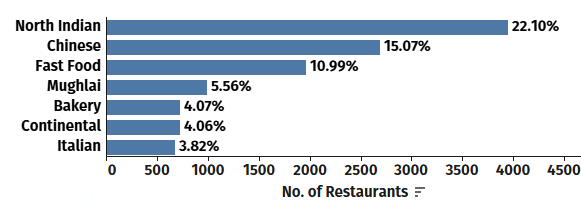 North Indian 22.10%
Chinese 15.07%
Fast Food 10.99%
Mughlai 5.56%
Bakery 4.07%
Continental 4.06%
Italian 3.82%
0 500 1000 1500 2000 2500 3000 3500 4000 4500
No. of Restaurants